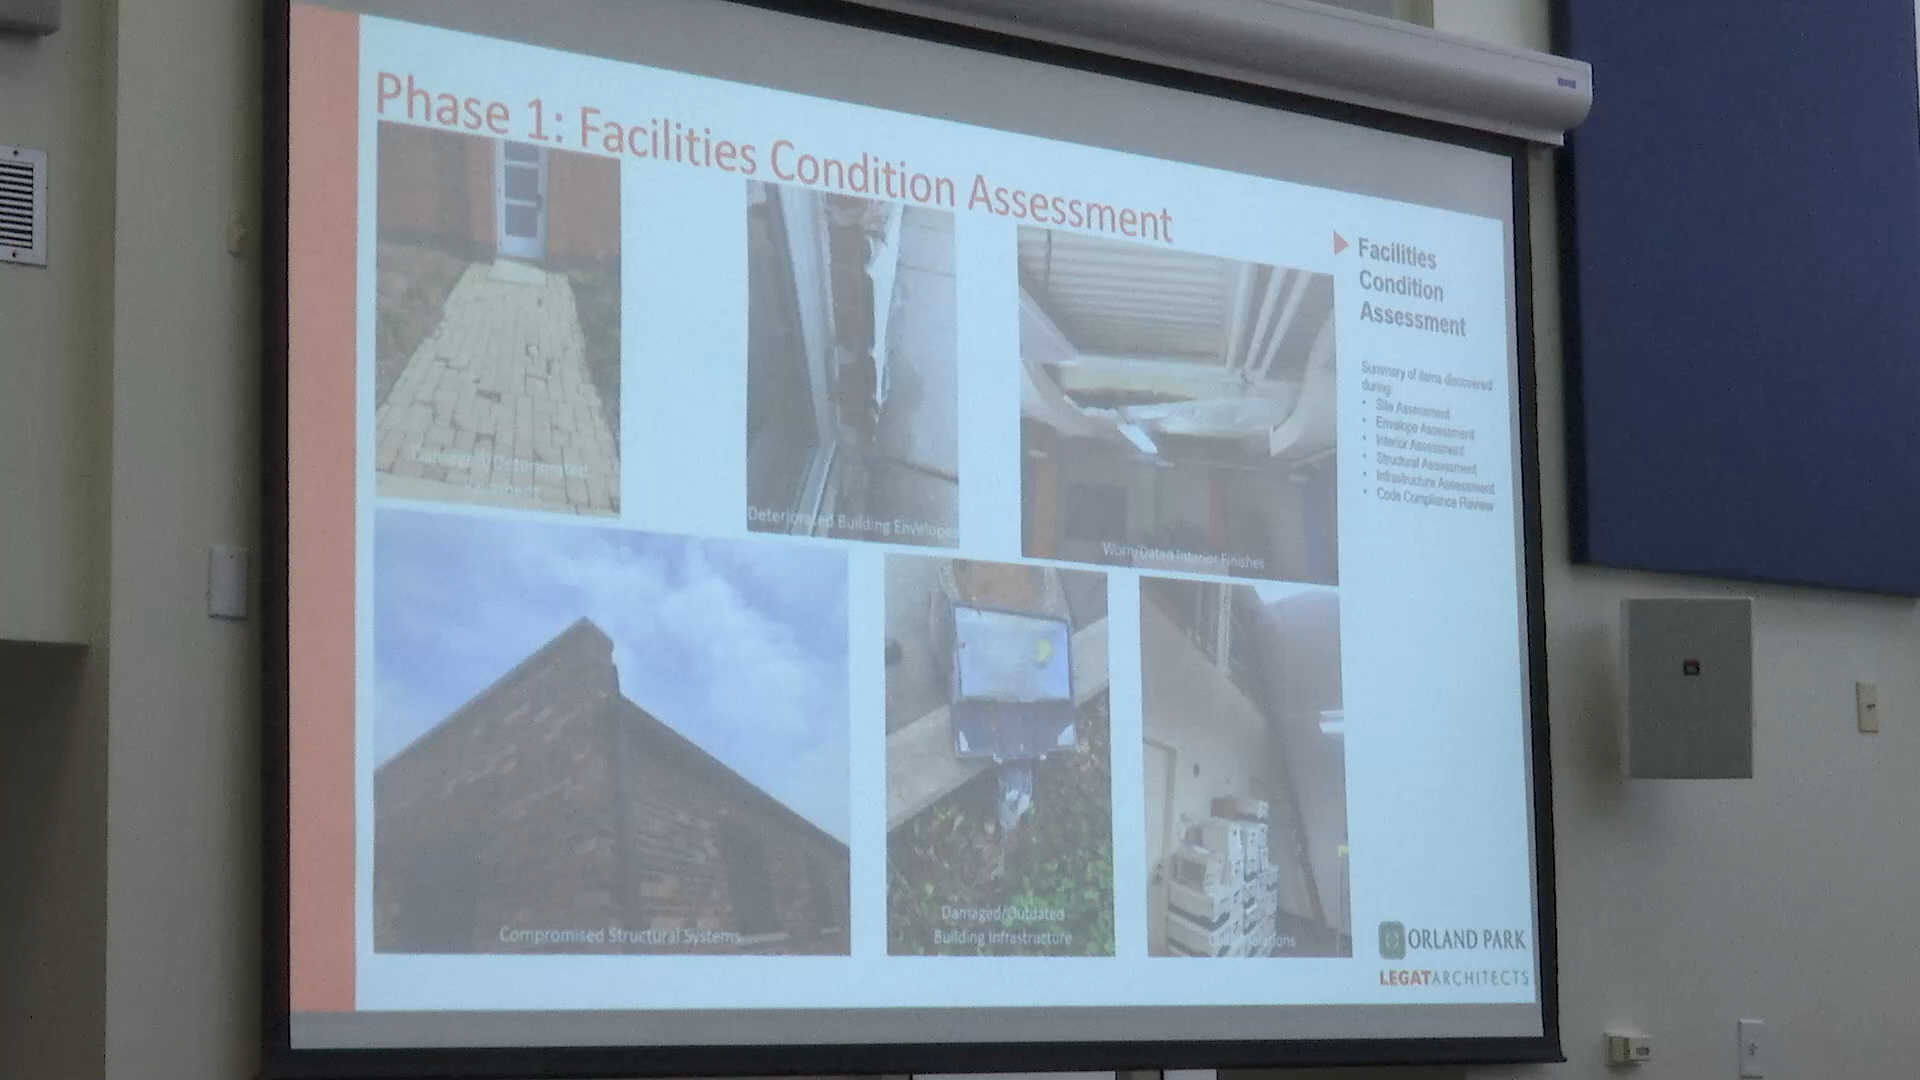 Phase 1: Facilities Condition Assessment
Deteriorated Building Envelopes
Worn/Dated Interior Finishes
Compromised Structural Systems
Damaged/Outdated
Building Infrastructure
Facilities
Condition
Assessment
Summary of items discovered
during:
• Site Assessment
• Envelope Assessment
• Interior Assessment
• Structural Assessment
• Infrastructure Assessment
• Code Compliance Review
ORLAND PARK
LEGATARCHITECTS